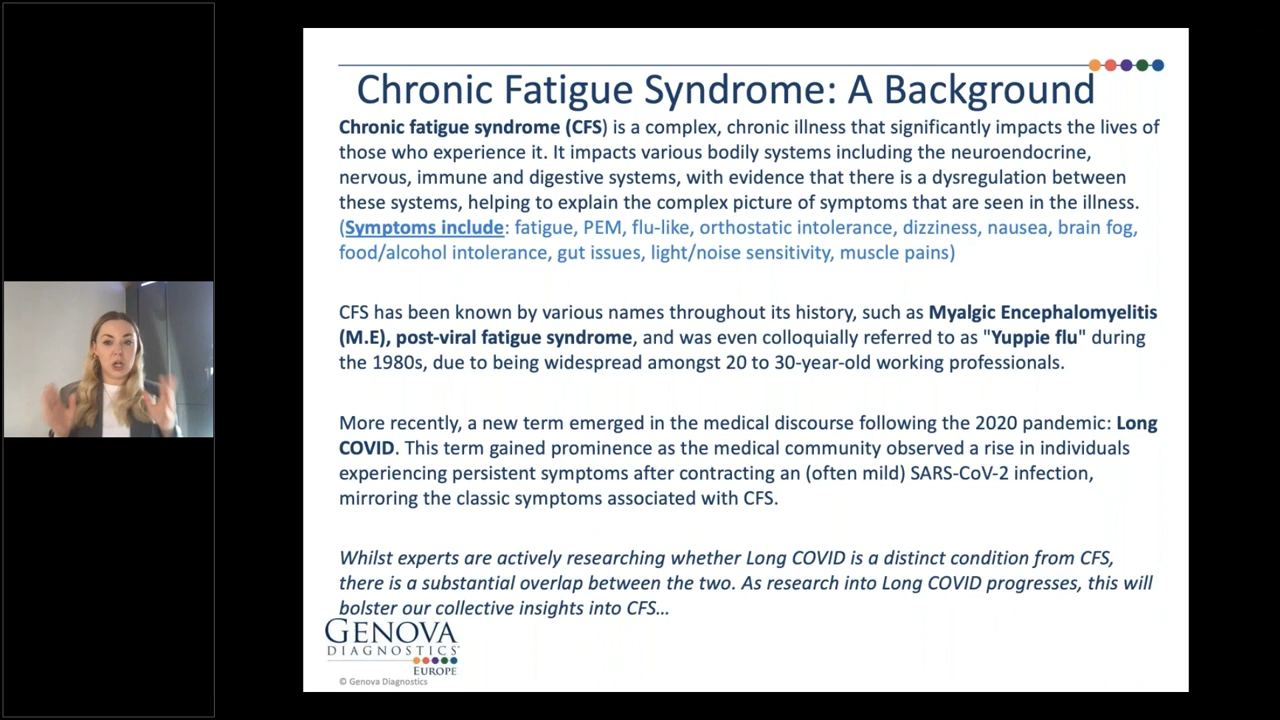 Chronic Fatigue Syndrome: A Background
Chronic fatigue syndrome (CFS) is a complex, chronic illness that significantly impacts the lives of
those who experience it. It impacts various bodily systems including the neuroendocrine,
nervous, immune and digestive systems, with evidence that there is a dysregulation between
these systems, helping to explain the complex picture of symptoms that are seen in the illness.
(Symptoms include: fatigue, PEM, flu-like, orthostatic intolerance, dizziness, nausea, brain fog,
food/alcohol intolerance, gut issues, light/noise sensitivity, muscle pains)
CFS has been known by various names throughout its history, such as Myalgic Encephalomyelitis
(M.E), post-viral fatigue syndrome, and was even colloquially referred to as "Yuppie flu" during
the 1980s, due to being widespread amongst 20 to 30-year-old working professionals.
More recently, a new term emerged in the medical discourse following the 2020 pandemic: Long
COVID. This term gained prominence as the medical community observed a rise in individuals
experiencing persistent symptoms after contracting an (often mild) SARS-CoV-2 infection,
mirroring the classic symptoms associated with CFS.
Whilst experts are actively researching whether Long COVID is a distinct condition from CFS,
there is a substantial overlap between the two. As research into Long COVID progresses, this will
bolster our collective insights into CFS...
GENOVA
DIAGNOSTICS
EUROPE
© Genova Diagnostics